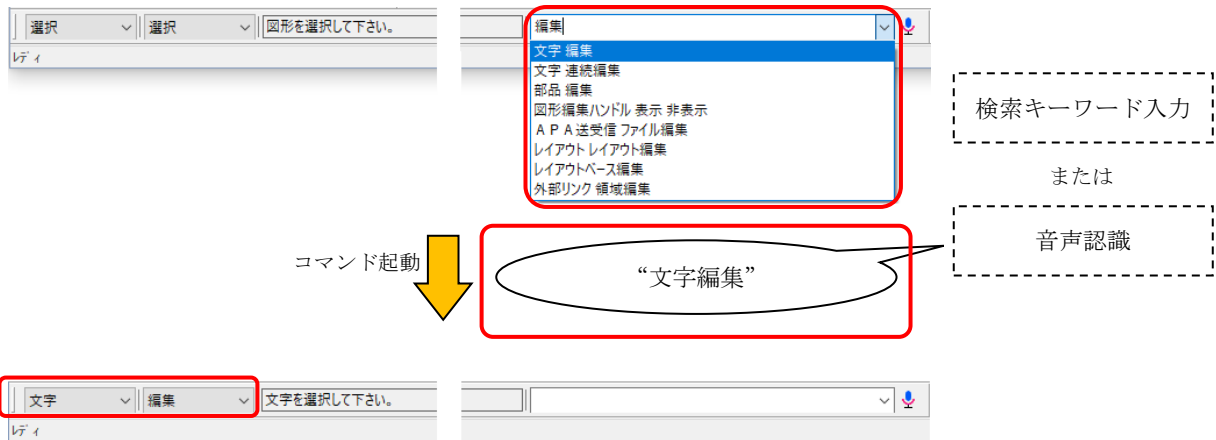 選択 選択 図形を選択して下さい。 編集
レディ
文字 編集
文字 連続編集
部品 編集
図形編集ハンドル 表示 非表示
ＡＰＡ送受信 ファイル編集
レイアウト レイアウト編集
レイアウトベース編集
外部リンク 領域編集
検索キーワード入力
または
音声認識
コマンド起動
“文字編集”
文字 編集 文字を選択して下さい。
レディ